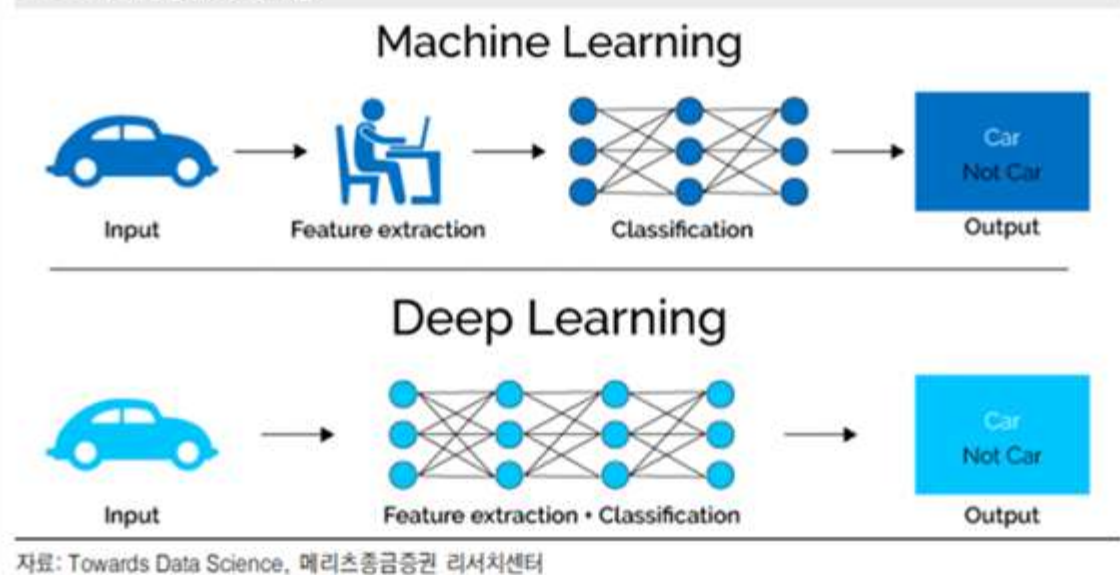 Machine Learning
Car
Not Car
Input
Feature extraction
Classification
Output
Deep Learning
Car
Not Car
Input
Feature extraction + Classification
Output
자료: Towards Data Science, 메리츠종금증권 리서치센터